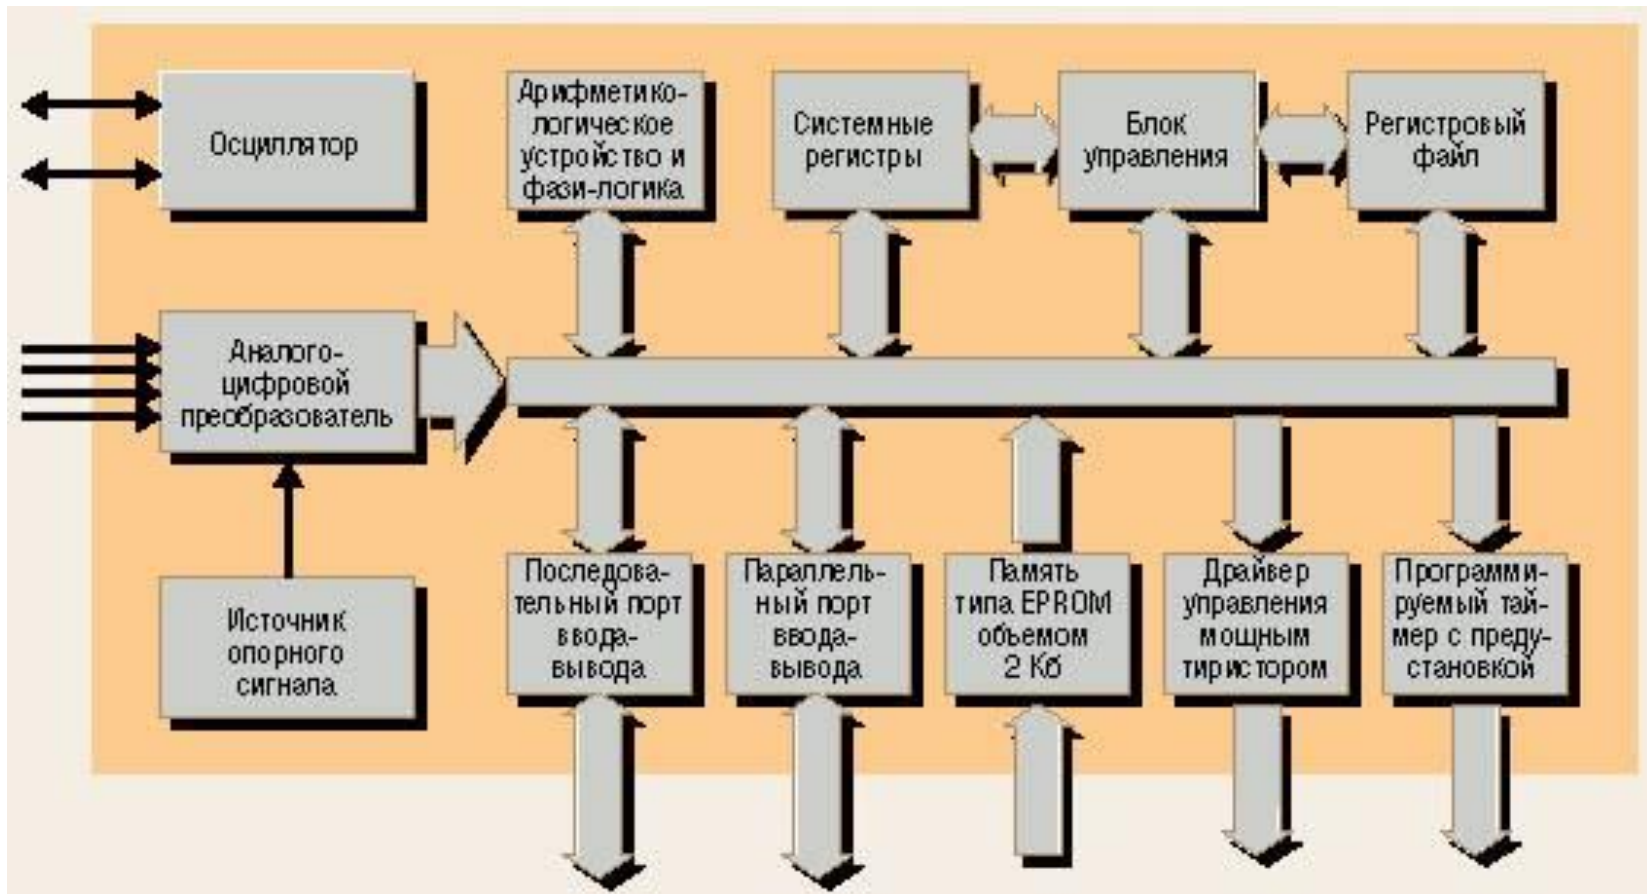 Осциллятор
Арифметико-
логическое
устройство и
фази-логика
Системные
регистры
Блок
управления
Регистровый
файл
Аналого-
цифровой
преобразователь
Источник
опорного
сигнала
Последова-
тельный порт
ввода-
вывода
Параллель-
ный порт
ввода-
вывода
Память
типа EPROM
объемом
2 Кб
Драйвер
управления
мощным
тиристором
Программи-
руемый тай-
мер с преду-
становкой